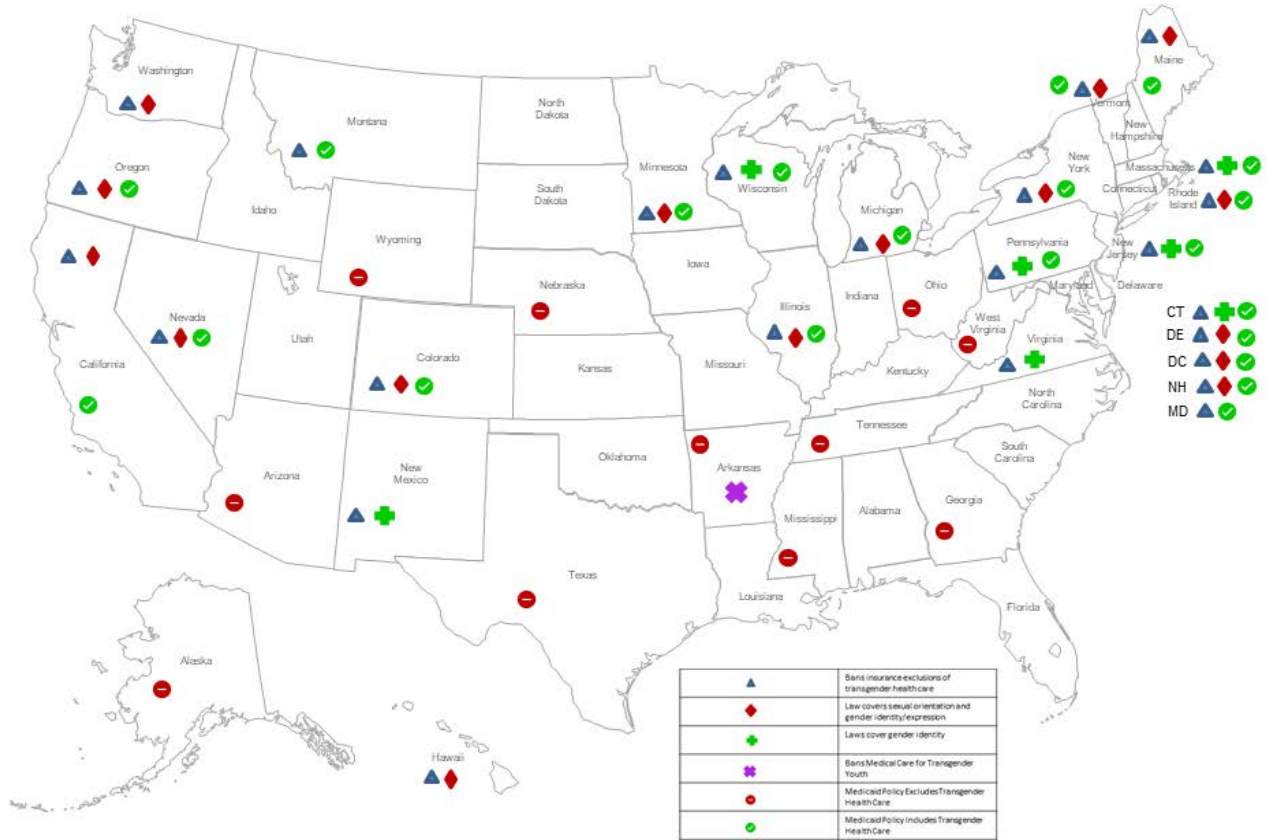 Washington
Montana
North
Dakota
Minnesota
Maine
Vermont
New
Hampshire
Oregon
Idaho
South
Dakota
Wisconsin
Michigan
New
York
Massachusetts
Connecticut
Rhode
Island
Wyoming
Nebraska
Iowa
Pennsylvania
New
Jersey
Nevada
Utah
Colorado
Kansas
Missouri
Illinois
Indiana
Ohio
West
Virginia
Virginia
Maryland
Delaware
CT
DE
DC
NH
MD
California
Kentucky
North
Carolina
Arizona
New
Mexico
Oklahoma
Arkansas
Tennessee
South
Carolina
Mississippi
Alabama
Georgia
Texas
Louisiana
Florida
Alaska
Hawaii
Bans insurance exclusions of
transgender health care
Law covers sexual orientation and
gender identity/expression
Laws cover gender identity
Bans Medical Care for Transgender
Youth
Medicaid Policy Excludes Transgender
Health Care
Medicaid Policy Includes Transgender
Health Care